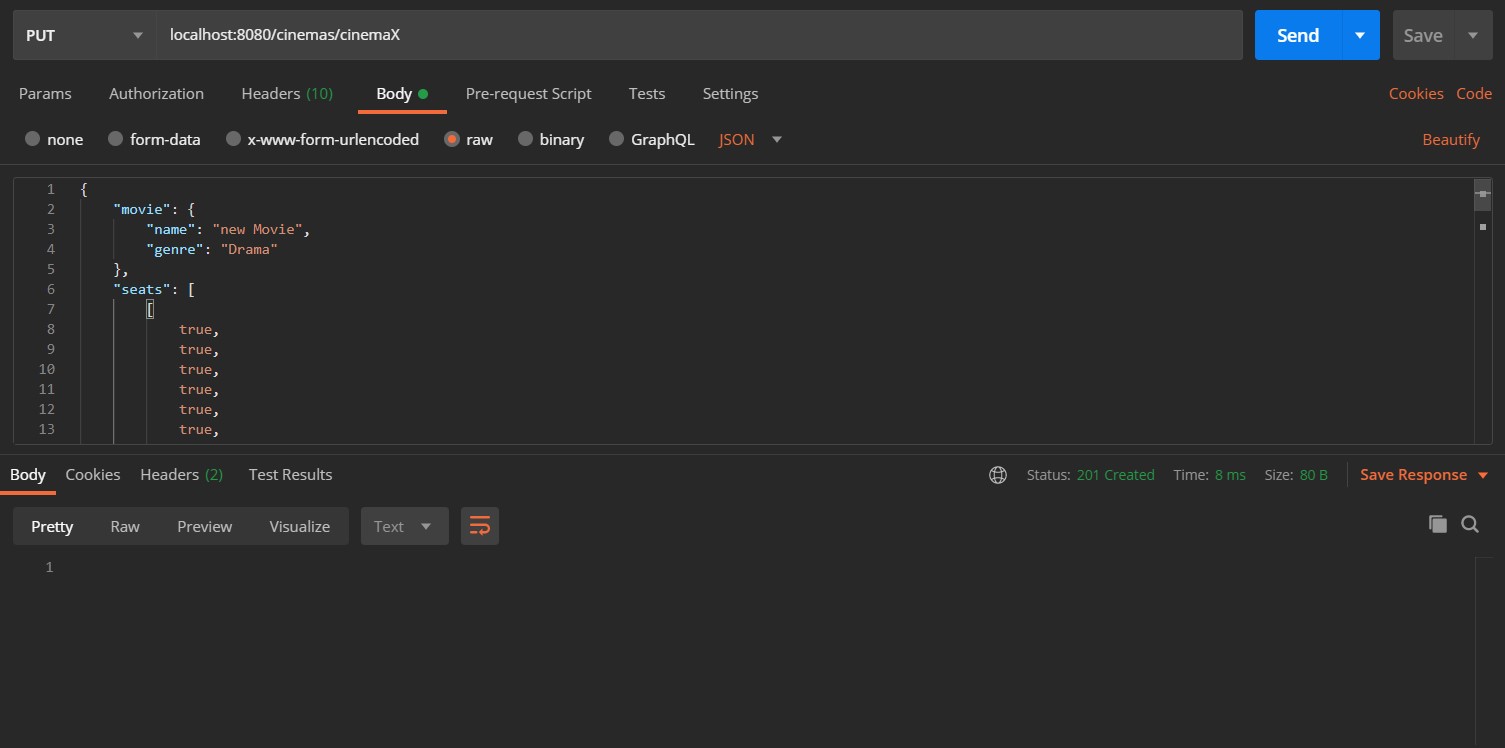 PUT localhost:8080/cinemas/cinemaX Send Save
Params Authorization Headers (10) Body Pre-request Script Tests Settings Cookies Code
none form-data x-www-form-urlencoded raw binary GraphQL JSON Beautify
1 {
2 "movie": {
3 "name": "new Movie",
4 "genre": "Drama"
5 },
6 "seats": [
7 [
8 true,
9 true,
10 true,
11 true,
12 true,
13 true,
Body Cookies Headers (2) Test Results Status: 201 Created Time: 8 ms Size: 80 B Save Response
Pretty Raw Preview Visualize Text
1